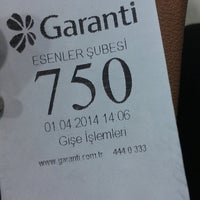 Garanti
ESENLER ŞUBESİ
750
01.04.2014 14:06
Gişe İşlemleri
www.garanti.com.tr 444 0 333